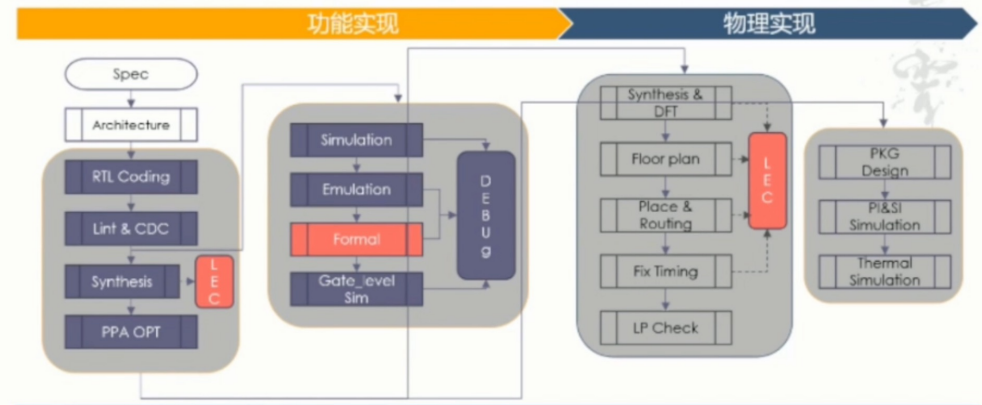 功能实现
物理实现
Spec
Architecture
RTL Coding
Lint & CDC
Synthesis
LEC
PPA OPT
Simulation
Emulation
Formal
Gate_level
Sim
DEBUg
Synthesis &
DFT
Floor plan
Place &
Routing
Fix Timing
LP Check
LEC
PKG
Design
PI&SI
Simulation
Thermal
Simulation